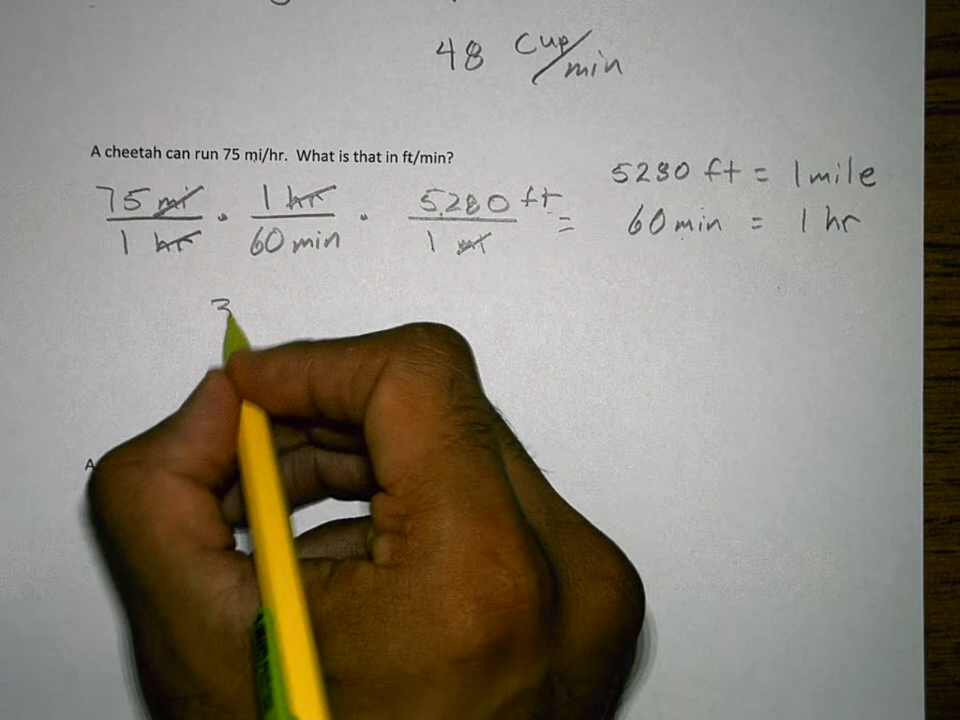 48 cup/min
A cheetah can run 75 mi/hr. What is that in ft/min?
75 mi / 1 hr · 1 hr / 60 min · 5280 ft / 1 mi =
5280 ft = 1 mile
60 min = 1 hr
3
A